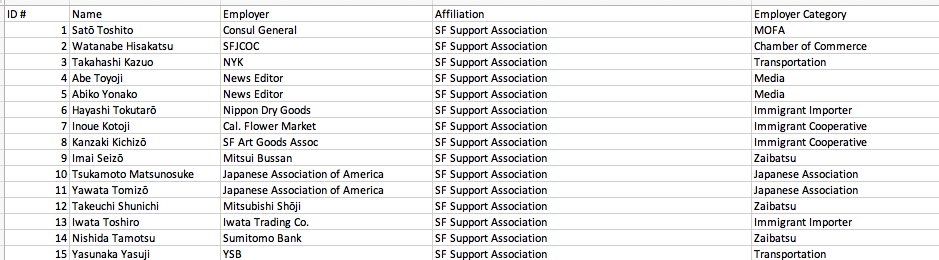 ID # Name Employer Affiliation Employer Category
1 Satō Toshito Consul General SF Support Association MOFA
2 Watanabe Hisakatsu SFJCOC SF Support Association Chamber of Commerce
3 Takahashi Kazuo NYK SF Support Association Transportation
4 Abe Toyoji News Editor SF Support Association Media
5 Abiko Yonako News Editor SF Support Association Media
6 Hayashi Tokutarō Nippon Dry Goods SF Support Association Immigrant Importer
7 Inoue Kotoji Cal. Flower Market SF Support Association Immigrant Cooperative
8 Kanzaki Kichizō SF Art Goods Assoc SF Support Association Immigrant Cooperative
9 Imai Seizō Mitsui Bussan SF Support Association Zaibatsu
10 Tsukamoto Matsunosuke Japanese Association of America SF Support Association Japanese Association
11 Yawata Tomizō Japanese Association of America SF Support Association Japanese Association
12 Takeuchi Shunichi Mitsubishi Shōji SF Support Association Zaibatsu
13 Iwata Toshiro Iwata Trading Co. SF Support Association Immigrant Importer
14 Nishida Tamotsu Sumitomo Bank SF Support Association Zaibatsu
15 Yasunaka Yasuji YSB SF Support Association Transportation